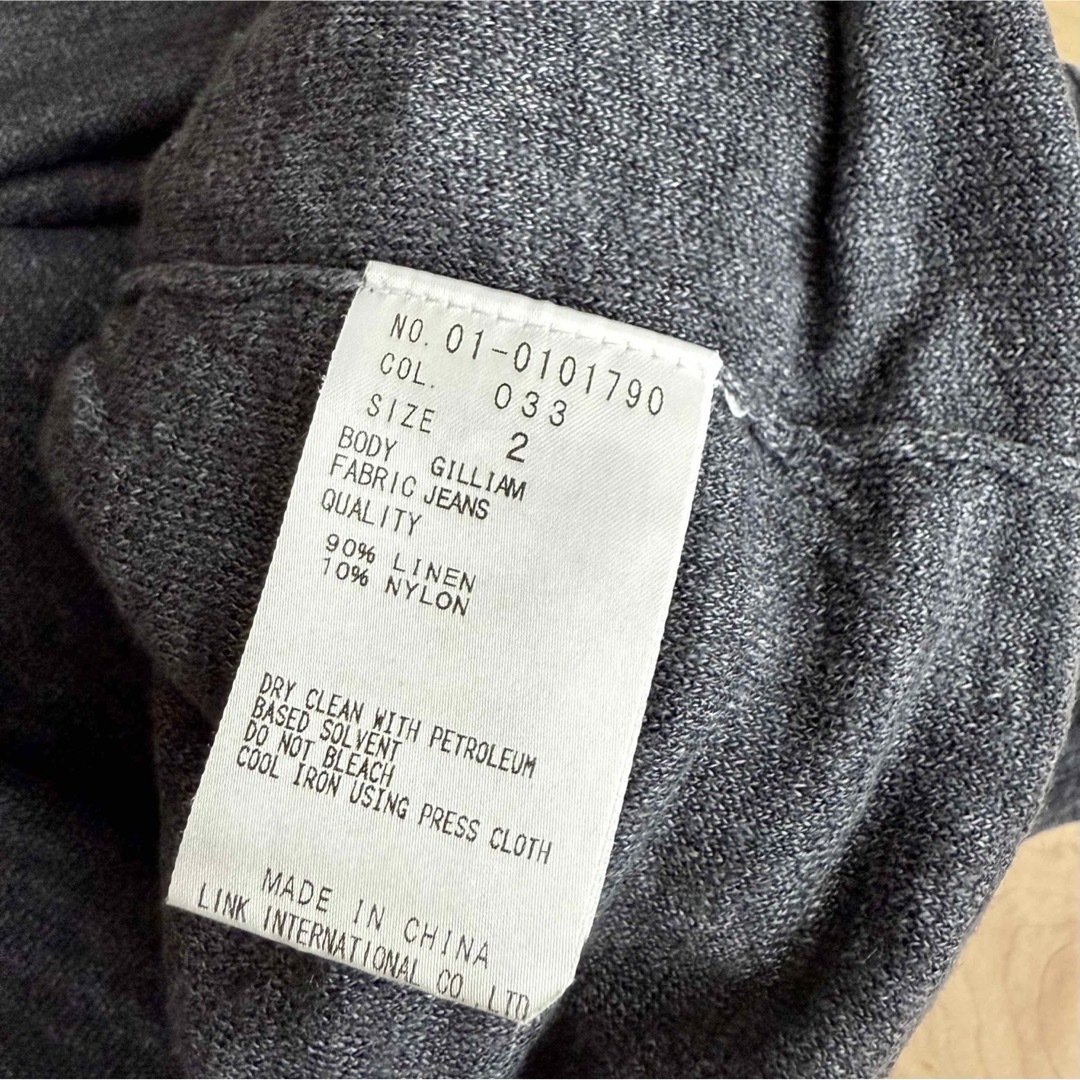 NO. 01-0101790
COL. 033
SIZE 2
BODY GILLIAM
FABRIC JEANS
QUALITY
90% LINEN
10% NYLON
DRY CLEAN WITH PETROLEUM
BASED SOLVENT
DO NOT BLEACH
COOL IRON USING PRESS CLOTH
MADE IN CHINA
LINK INTERNATIONAL CO.,LTD